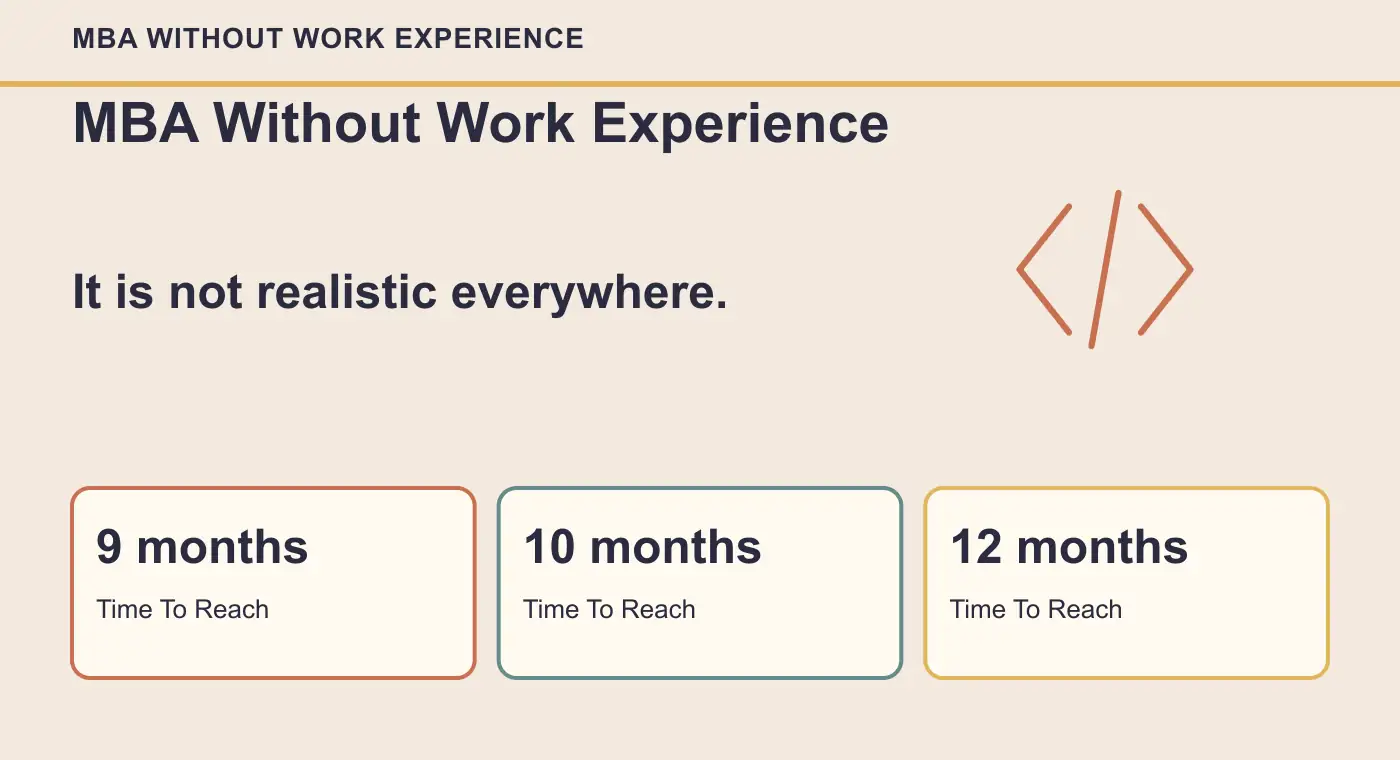 MBA WITHOUT WORK EXPERIENCE
MBA Without Work Experience
It is not realistic everywhere.
9 months
Time To Reach
10 months
Time To Reach
12 months
Time To Reach